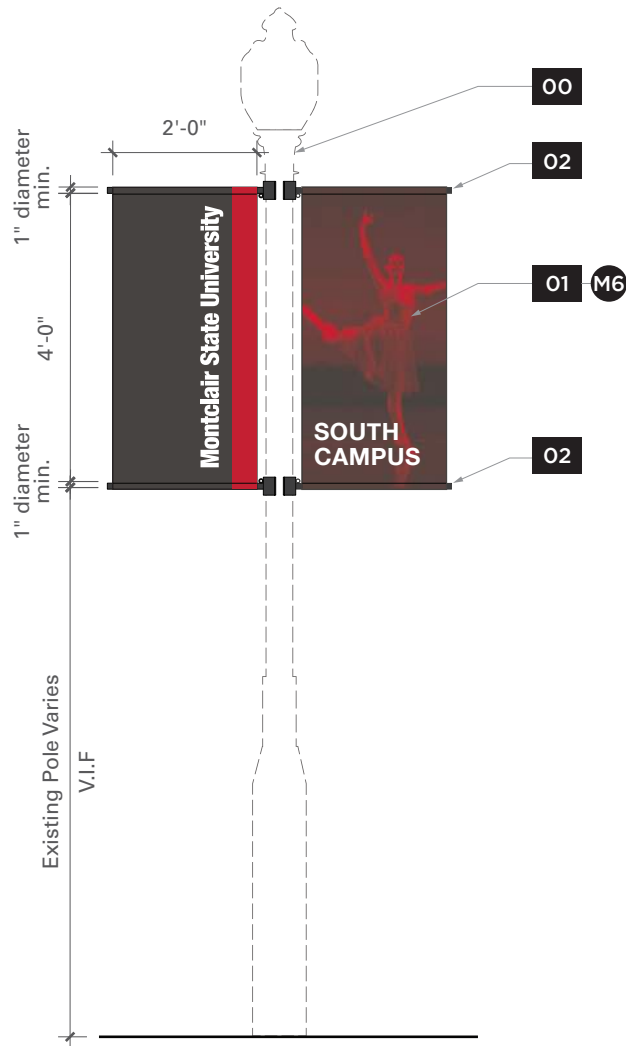 00
2'-0"
02
1" diameter
min.
Montclair State University
01
M6
4'-0"
SOUTH
CAMPUS
02
1" diameter
min.
Existing Pole Varies
V.I.F